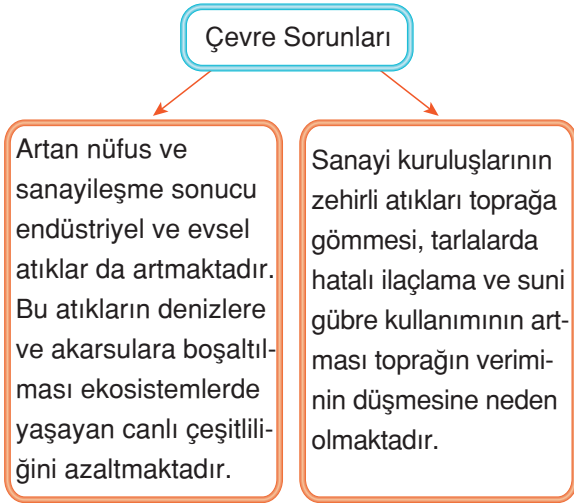 Çevre Sorunları
Artan nüfus ve
sanayileşme sonucu
endüstriyel ve evsel
atıklar da artmaktadır.
Bu atıkların denizlere
ve akarsulara boşaltıl-
ması ekosistemlerde
yaşayan canlı çeşitlili-
ğini azaltmaktadır.
Sanayi kuruluşlarının
zehirli atıkları toprağa
gömmesi, tarlalarda
hatalı ilaçlama ve suni
gübre kullanımının art-
ması toprağın verimi-
nin düşmesine neden
olmaktadır.